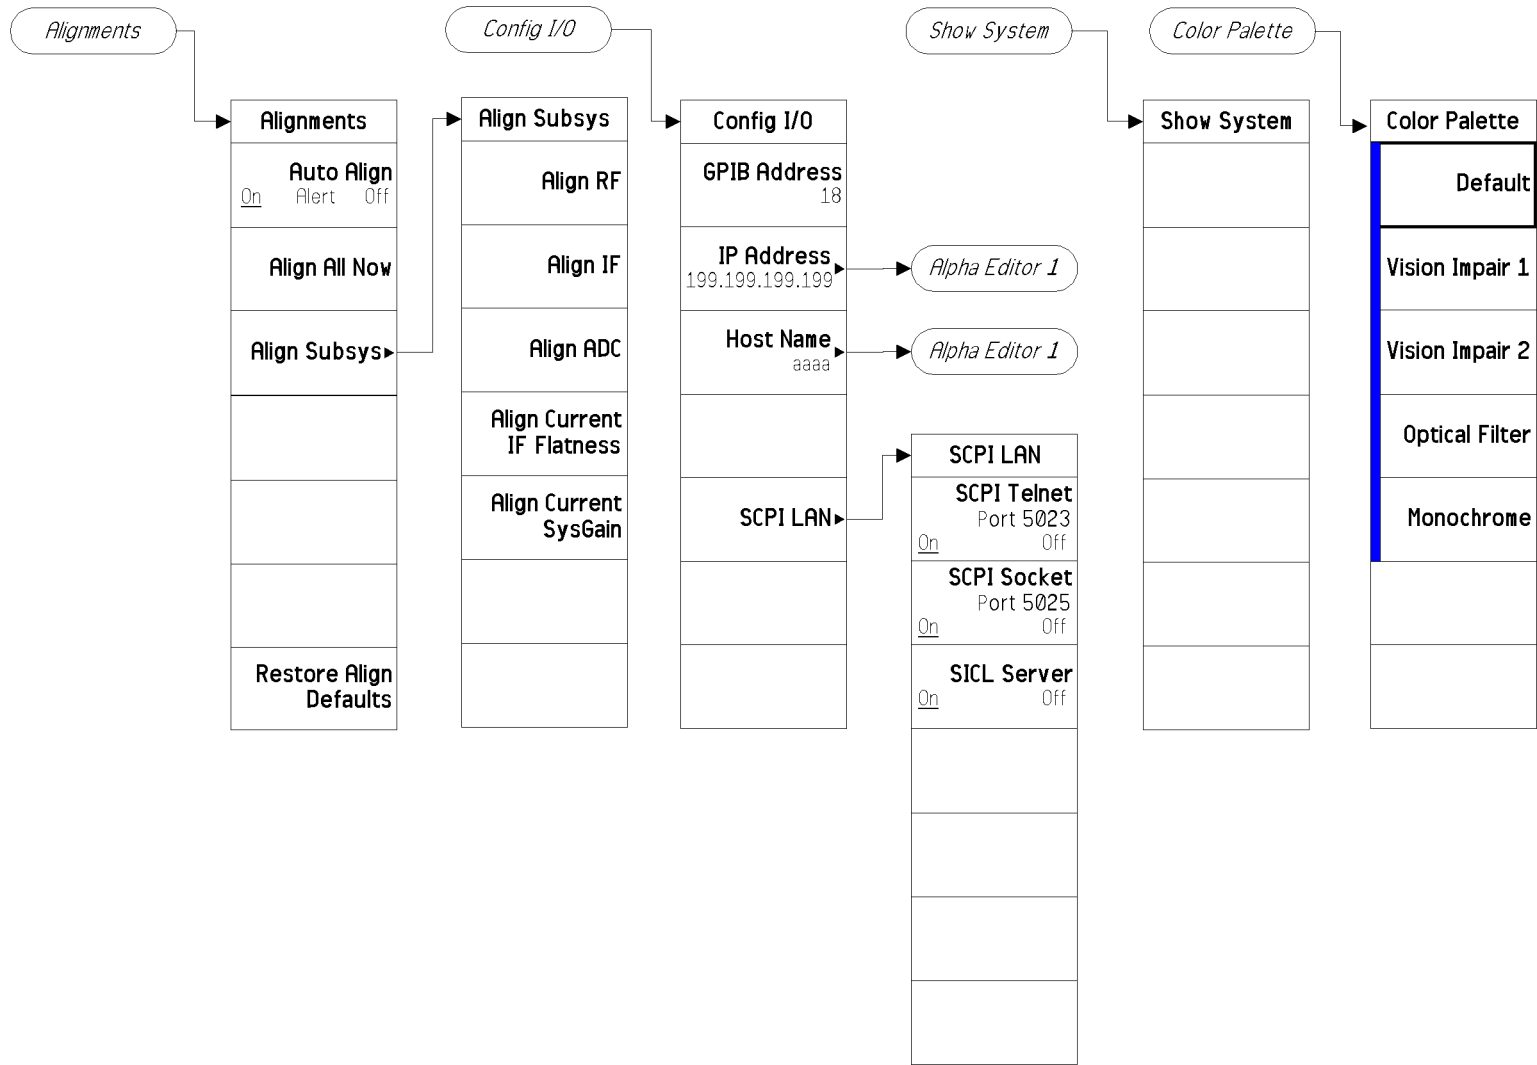 Alignments
Config I/O
Show System
Color Palette
Alignments
Auto Align
On Alert Off
Align All Now
Align Subsys
Restore Align
Defaults
Align Subsys
Align RF
Align IF
Align ADC
Align Current
IF Flatness
Align Current
SysGain
Config I/O
GPIB Address
18
IP Address
199.199.199.199
Host Name
aaaa
SCPI LAN
Alpha Editor 1
Alpha Editor 1
SCPI LAN
SCPI Telnet
Port 5023
On Off
SCPI Socket
Port 5025
On Off
SICL Server
On Off
Show System
Color Palette
Default
Vision Impair 1
Vision Impair 2
Optical Filter
Monochrome